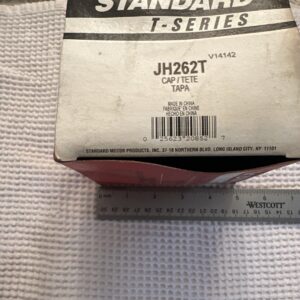 STANDARD
T-SERIES
V14142
JH262T
CAP / TETE
TAPA
MADE IN CHINA
FABRIQUE EN CHINE
HECHO EN CHINA
STANDARD MOTOR PRODUCTS, INC. 37-18 NORTHERN BLVD. LONG ISLAND CITY, NY 11101
WESTCOTT